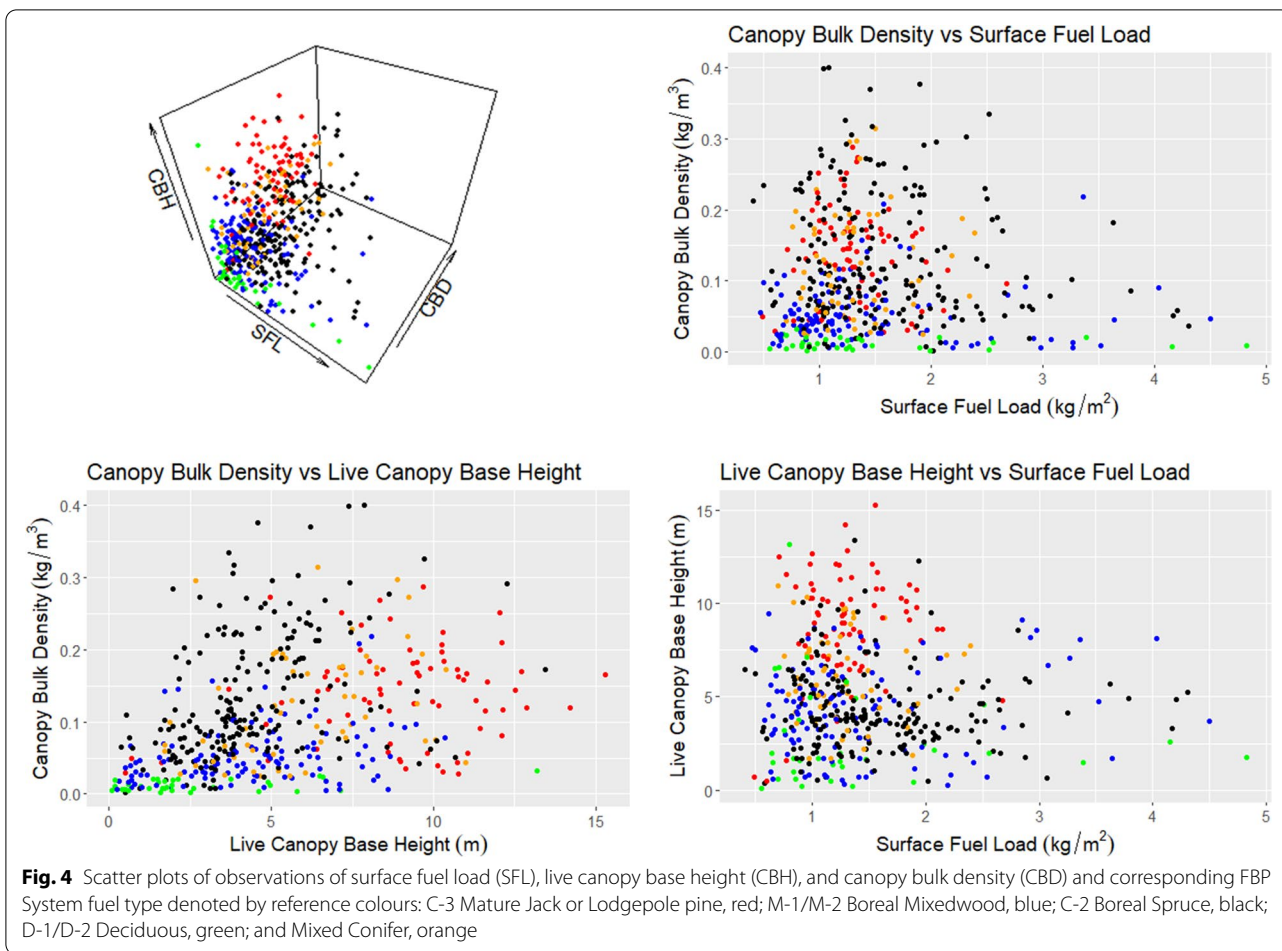 CBH
SFL
CBD
Canopy Bulk Density vs Surface Fuel Load
Canopy Bulk Density (kg/m³)
0.4
0.3
0.2
0.1
0.0
1 2 3 4 5
Surface Fuel Load (kg/m²)
Canopy Bulk Density vs Live Canopy Base Height
Canopy Bulk Density (kg/m³)
0.4
0.3
0.2
0.1
0.0
0 5 10 15
Live Canopy Base Height (m)
Live Canopy Base Height vs Surface Fuel Load
Live Canopy Base Height (m)
15
10
5
0
1 2 3 4 5
Surface Fuel Load (kg/m²)
Fig. 4 Scatter plots of observations of surface fuel load (SFL), live canopy base height (CBH), and canopy bulk density (CBD) and corresponding FBP
System fuel type denoted by reference colours: C-3 Mature Jack or Lodgepole pine, red; M-1/M-2 Boreal Mixedwood, blue; C-2 Boreal Spruce, black;
D-1/D-2 Deciduous, green; and Mixed Conifer, orange